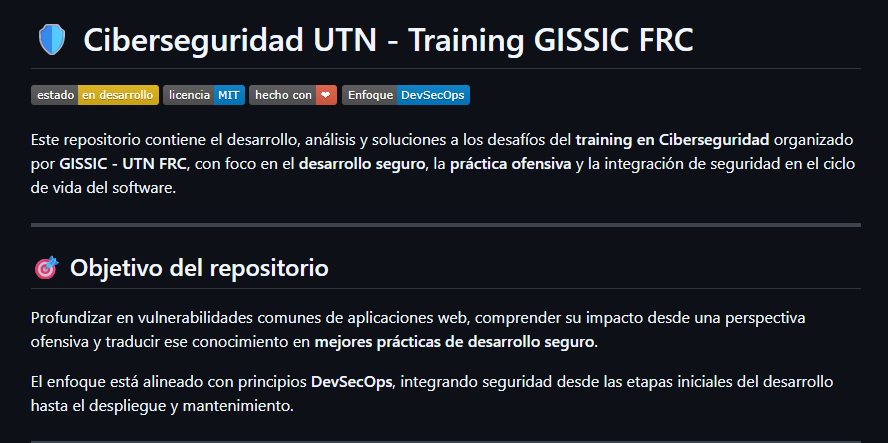 Ciberseguridad UTN - Training GISSIC FRC
estado en desarrollo licencia MIT hecho con ❤ Enfoque DevSecOps
Este repositorio contiene el desarrollo, análisis y soluciones a los desafíos del training en Ciberseguridad organizado
por GISSIC - UTN FRC, con foco en el desarrollo seguro, la práctica ofensiva y la integración de seguridad en el ciclo
de vida del software.
Objetivo del repositorio
Profundizar en vulnerabilidades comunes de aplicaciones web, comprender su impacto desde una perspectiva
ofensiva y traducir ese conocimiento en mejores prácticas de desarrollo seguro.
El enfoque está alineado con principios DevSecOps, integrando seguridad desde las etapas iniciales del desarrollo
hasta el despliegue y mantenimiento.